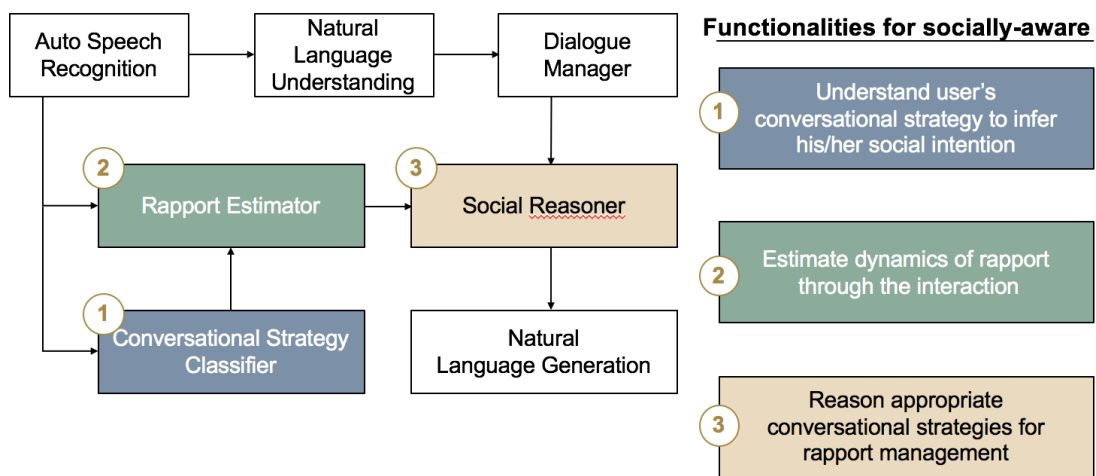 Auto Speech
Recognition
Natural
Language
Understanding
Dialogue
Manager
2
Rapport Estimator
3
Social Reasoner
1
Conversational Strategy
Classifier
Natural
Language Generation
Functionalities for socially-aware
1
Understand user's
conversational strategy to infer
his/her social intention
2
Estimate dynamics of rapport
through the interaction
3
Reason appropriate
conversational strategies for
rapport management